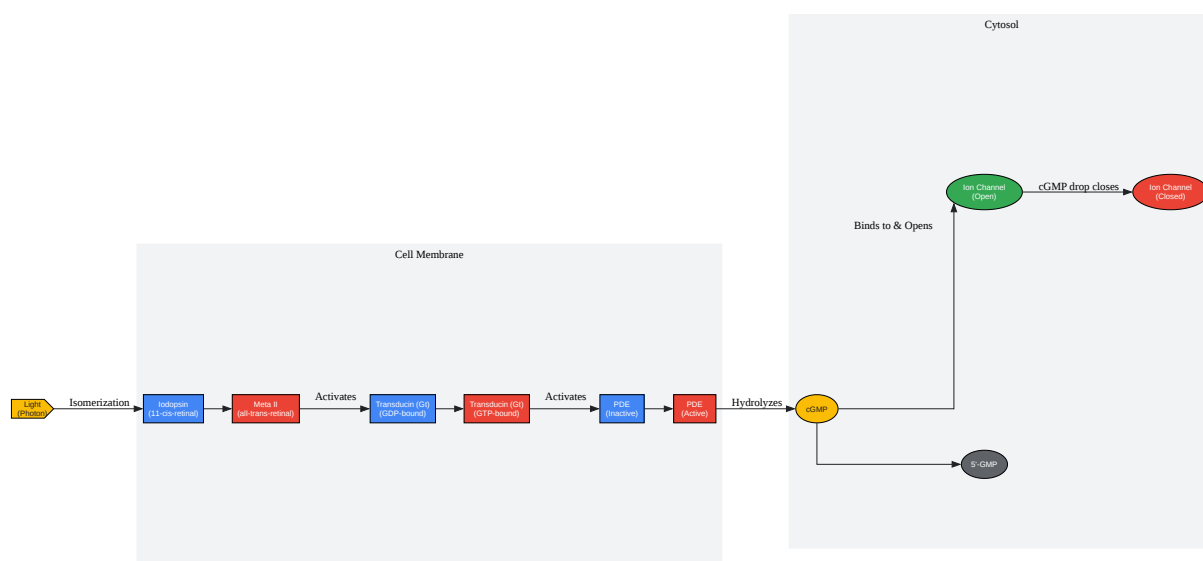 Cytosol
Ion Channel
(Open)
cGMP drop closes
Ion Channel
(Closed)
Binds to & Opens
Cell Membrane
Light
(Photon)
Isomerization
Iodopsin
(11-cis-retinal)
Meta II
(all-trans-retinal)
Activates
Transducin (Gt)
(GDP-bound)
Transducin (Gt)
(GTP-bound)
Activates
PDE
(Inactive)
PDE
(Active)
Hydrolyzes
cGMP
5'-GMP